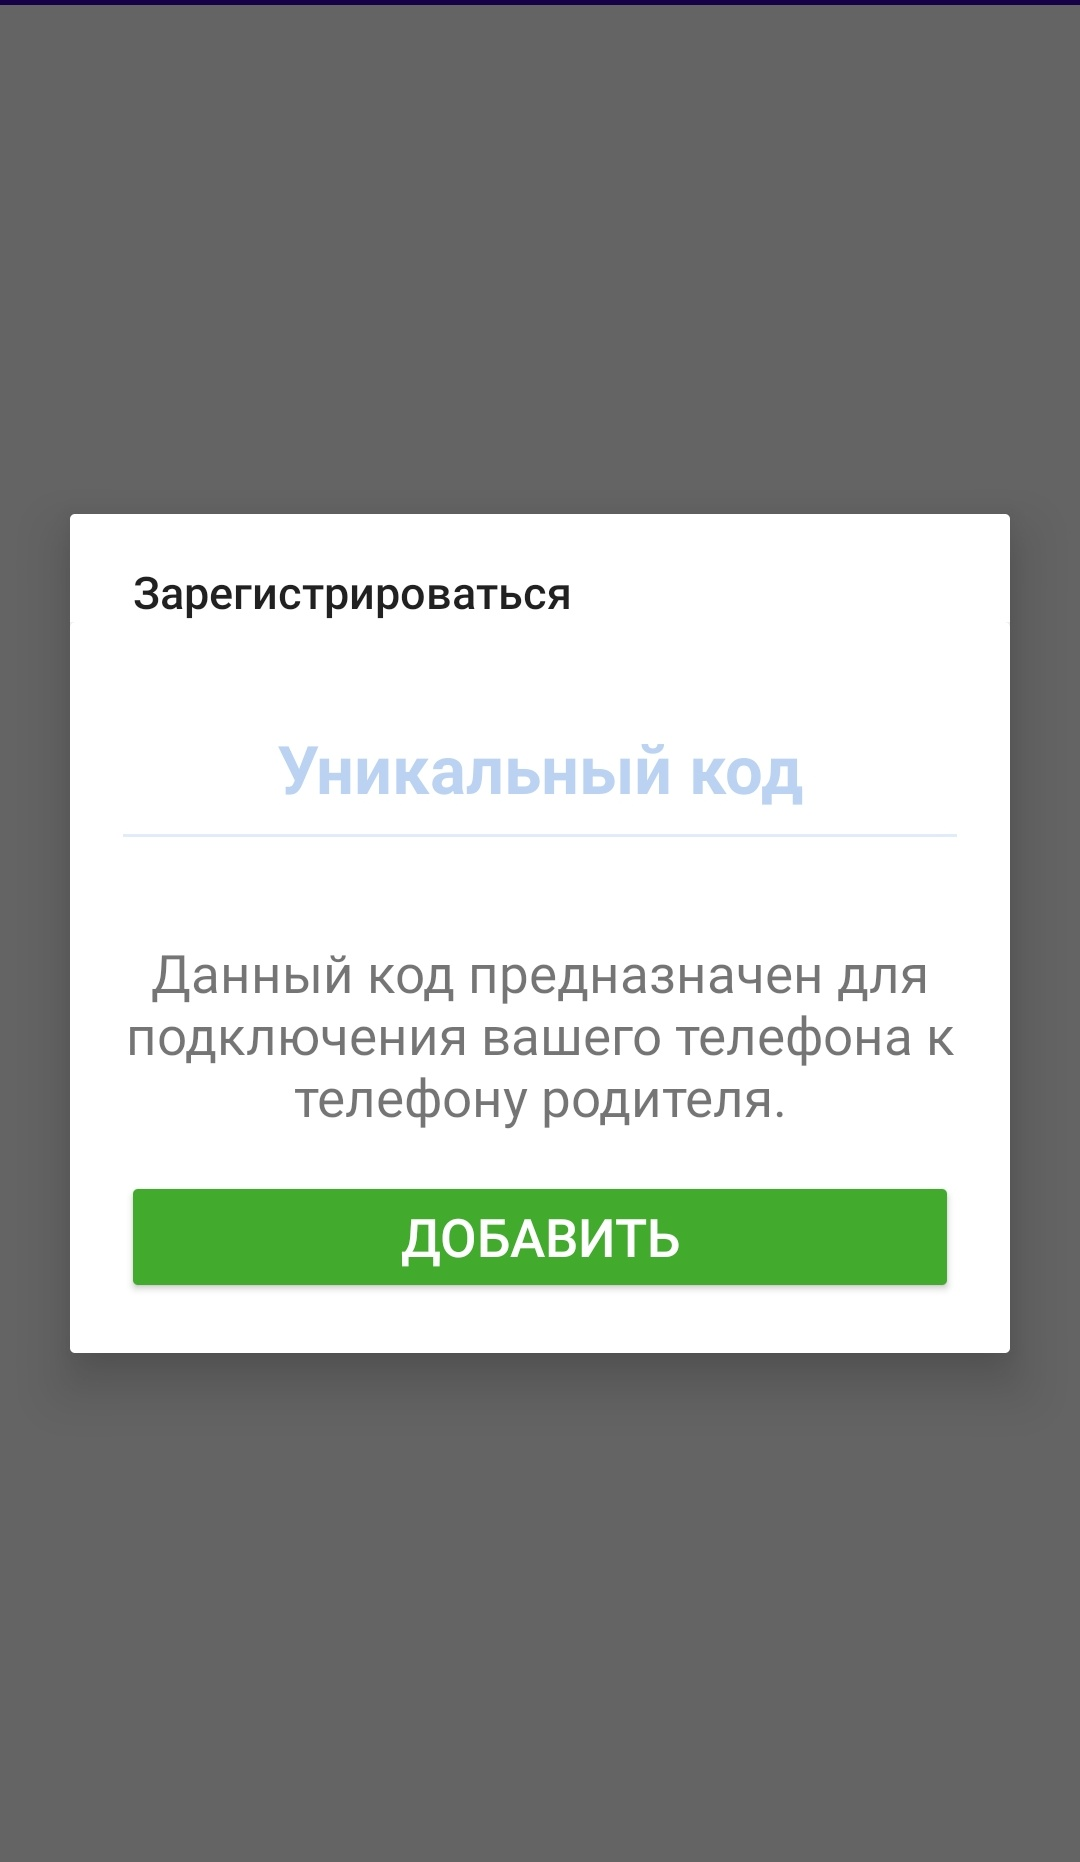 Зарегистрироваться
Уникальный код
Данный код предназначен для
подключения вашего телефона к
телефону родителя.
ДОБАВИТЬ